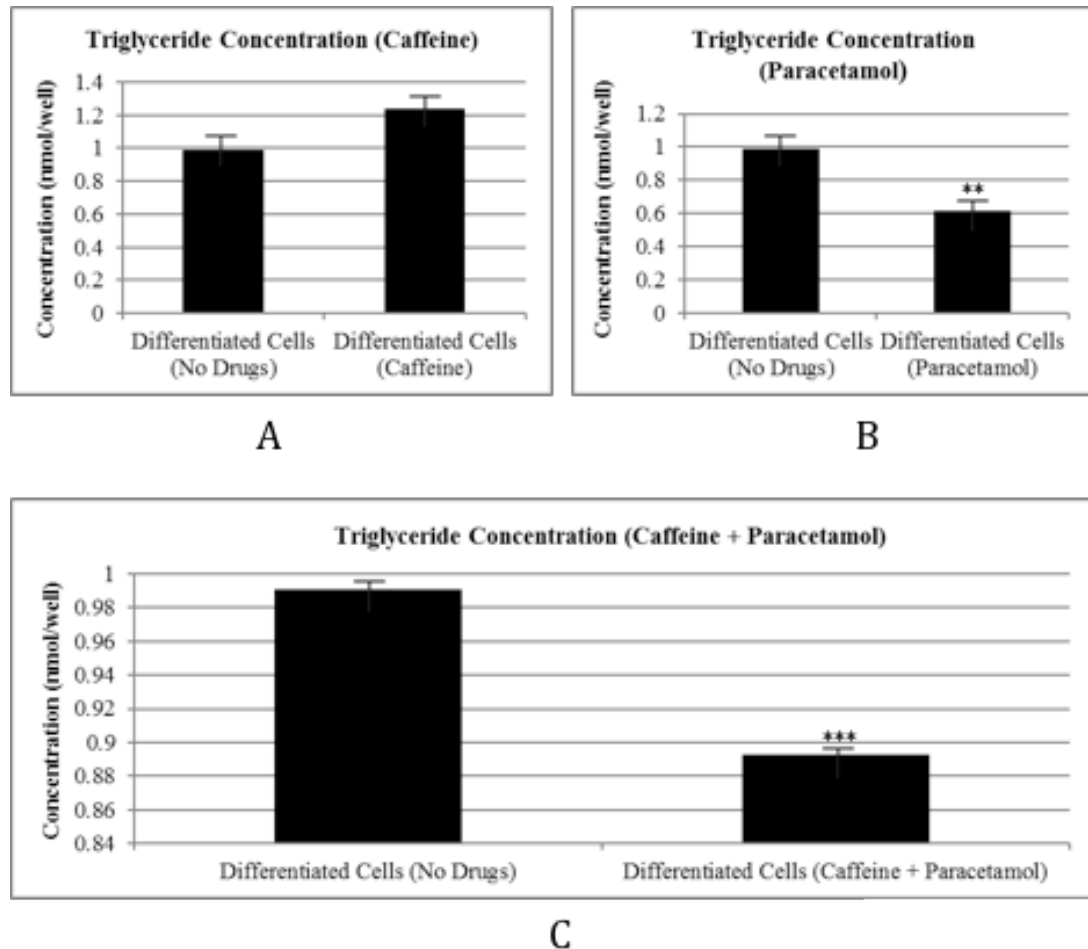 Triglyceride Concentration (Caffeine)
Concentration (nmol/well)
1.4
1.2
1
0.8
0.6
0.4
0.2
0
Differentiated Cells
(No Drugs)
Differentiated Cells
(Caffeine)
A
Triglyceride Concentration
(Paracetamol)
Concentration (nmol/well)
1.2
1
0.8
0.6
0.4
0.2
0
**
Differentiated Cells
(No Drugs)
Differentiated Cells
(Paracetamol)
B
Triglyceride Concentration (Caffeine + Paracetamol)
Concentration (nmol/well)
1
0.98
0.96
0.94
0.92
0.9
0.88
0.86
0.84
***
Differentiated Cells (No Drugs)
Differentiated Cells (Caffeine + Paracetamol)
C